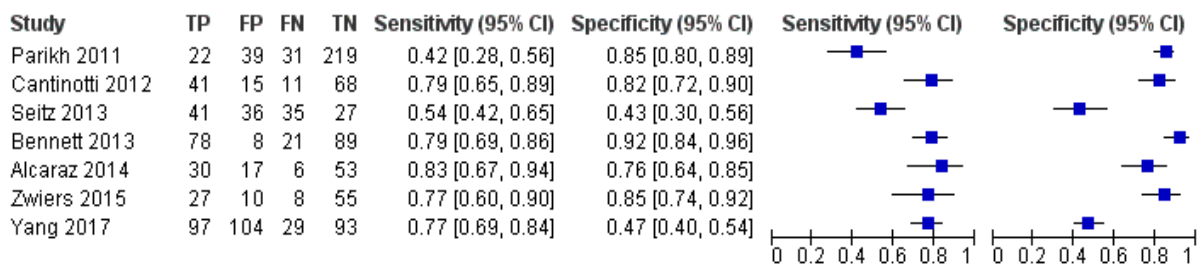 Study TP FP FN TN Sensitivity (95% CI) Specificity (95% CI) Sensitivity (95% CI) Specificity (95% CI)
Parikh 2011 22 39 31 219 0.42 [0.28, 0.56] 0.85 [0.80, 0.89]
Cantinotti 2012 41 15 11 68 0.79 [0.65, 0.89] 0.82 [0.72, 0.90]
Seitz 2013 41 36 35 27 0.54 [0.42, 0.65] 0.43 [0.30, 0.56]
Bennett 2013 78 8 21 89 0.79 [0.69, 0.86] 0.92 [0.84, 0.96]
Alcaraz 2014 30 17 6 53 0.83 [0.67, 0.94] 0.76 [0.64, 0.85]
Zwiers 2015 27 10 8 55 0.77 [0.60, 0.90] 0.85 [0.74, 0.92]
Yang 2017 97 104 29 93 0.77 [0.69, 0.84] 0.47 [0.40, 0.54]
0 0.2 0.4 0.6 0.8 1 0 0.2 0.4 0.6 0.8 1